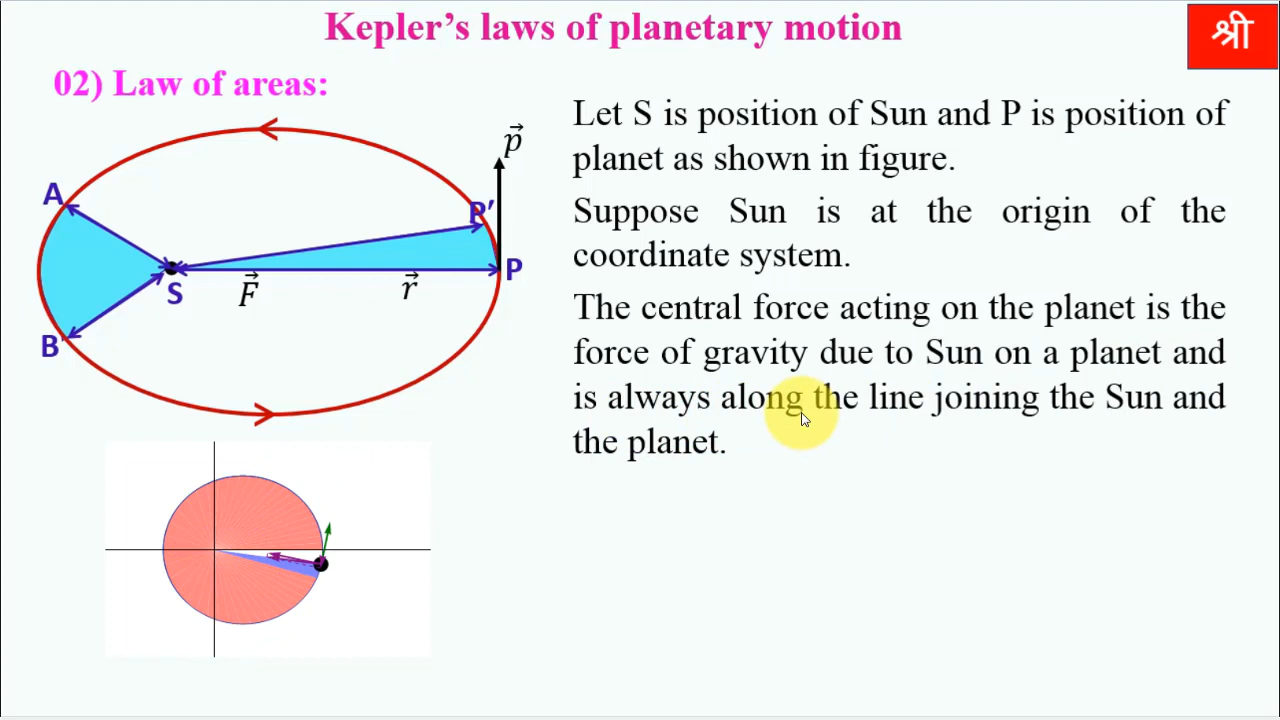 Kepler’s laws of planetary motion
श्री
02) Law of areas:
Let S is position of Sun and P is position of
planet as shown in figure.
Suppose Sun is at the origin of the
coordinate system.
The central force acting on the planet is the
force of gravity due to Sun on a planet and
is always along the line joining the Sun and
the planet.
p⃗
A
P′
P
S
F⃗
r⃗
B